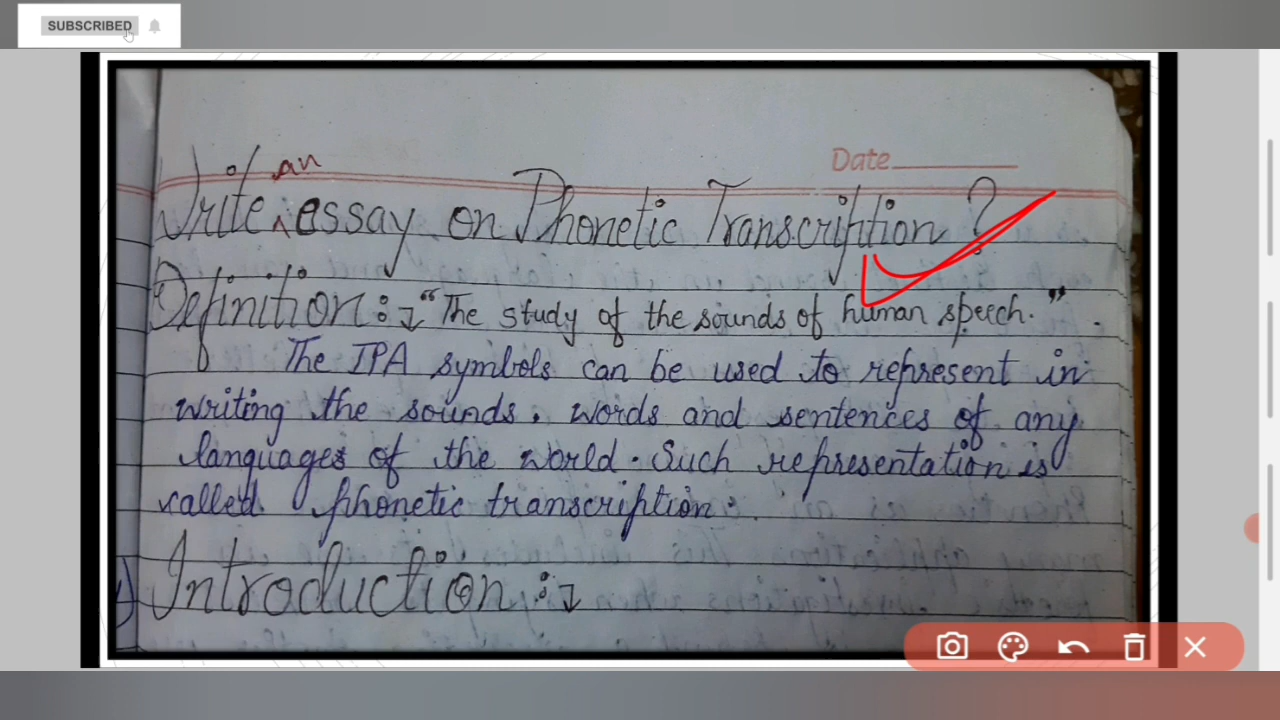 SUBSCRIBED
Date
an
Write essay on Phonetic Transcription ?
Definition : "The study of the sounds of human speech."
The IPA symbols can be used to represent in
writing the sounds. words and sentences of any
languages of the world. Such representation is
called phonetic transcription.
Introduction :